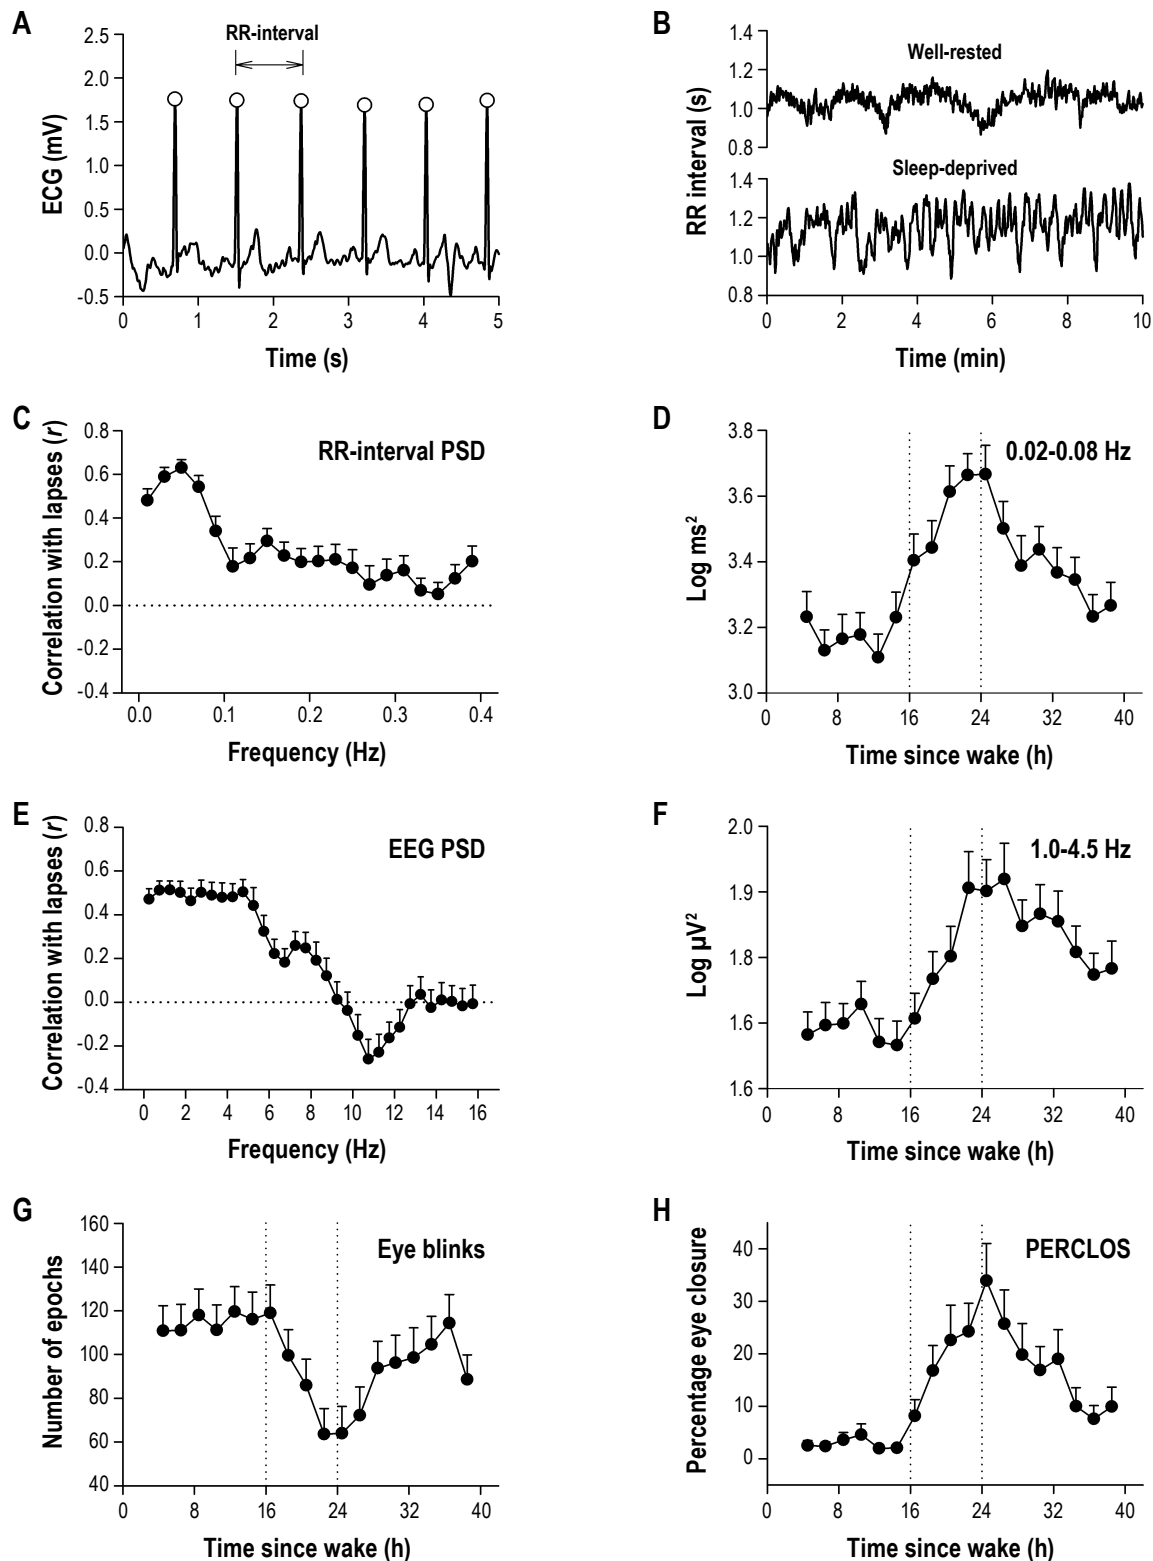 A
RR-interval
2.5
2.0
1.5
1.0
0.5
0.0
-0.5
ECG (mV)
0 1 2 3 4 5
Time (s)
B
Well-rested
1.4
1.2
1.0
0.8
Sleep-deprived
1.4
1.2
1.0
0.8
RR interval (s)
0 2 4 6 8 10
Time (min)
C
RR-interval PSD
0.8
0.6
0.4
0.2
0.0
-0.2
-0.4
Correlation with lapses (r)
0.0 0.1 0.2 0.3 0.4
Frequency (Hz)
D
0.02-0.08 Hz
3.8
3.6
3.4
3.2
3.0
Log ms²
0 8 16 24 32 40
Time since wake (h)
E
EEG PSD
0.8
0.6
0.4
0.2
0.0
-0.2
-0.4
Correlation with lapses (r)
0 2 4 6 8 10 12 14 16
Frequency (Hz)
F
1.0-4.5 Hz
2.0
1.9
1.8
1.6
1.6
Log µV²
0 8 16 24 32 40
Time since wake (h)
G
Eye blinks
160
140
120
100
80
60
40
Number of epochs
0 8 16 24 32 40
Time since wake (h)
H
PERCLOS
40
30
20
10
0
Percentage eye closure
0 8 16 24 32 40
Time since wake (h)